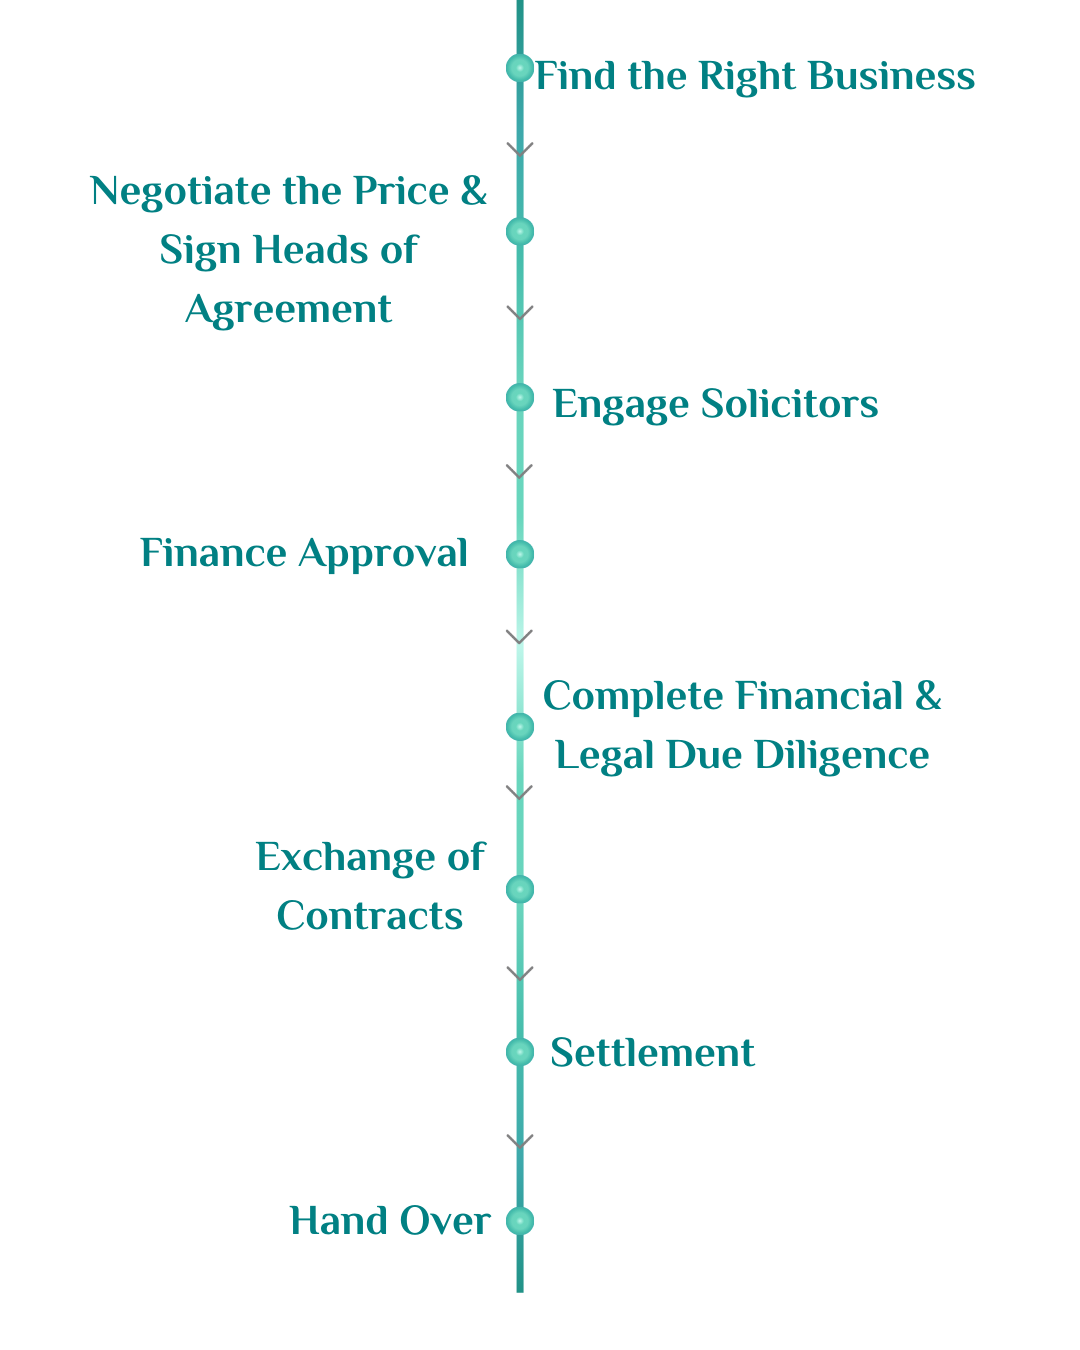 Find the Right Business
Negotiate the Price &
Sign Heads of
Agreement
Engage Solicitors
Finance Approval
Complete Financial &
Legal Due Diligence
Exchange of
Contracts
Settlement
Hand Over